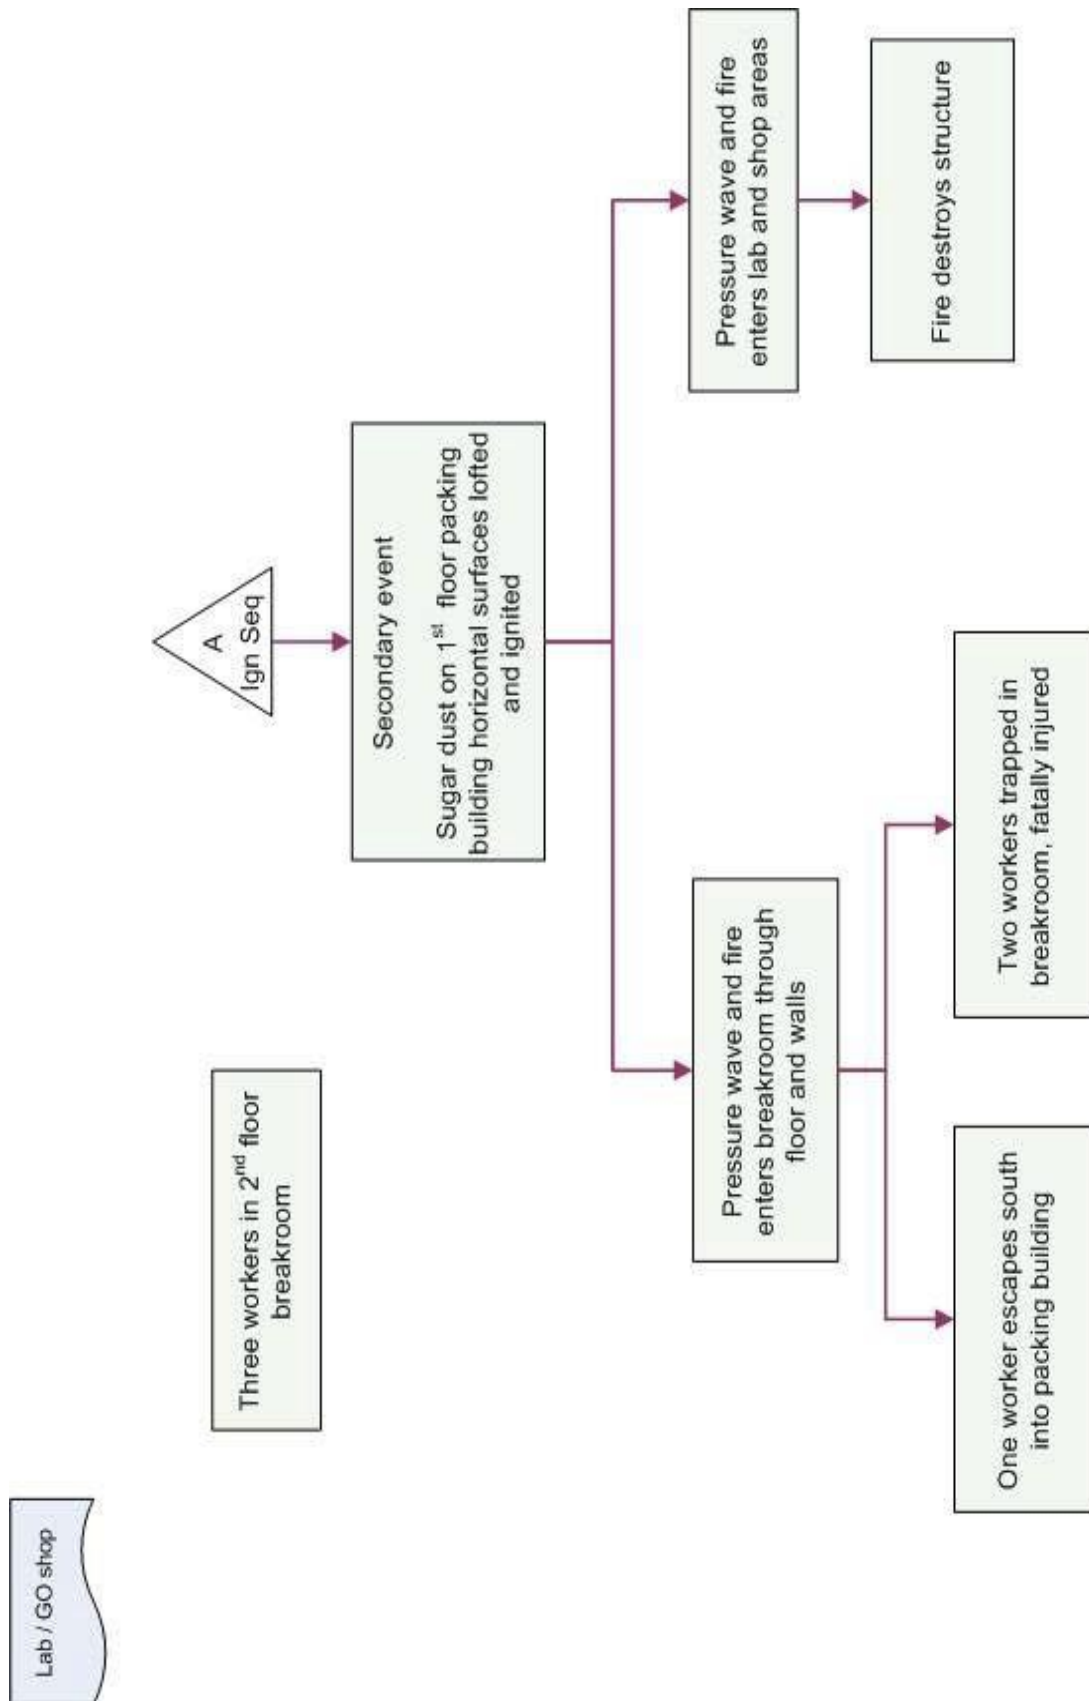 Lab / GO shop
Three workers in 2nd floor
breakroom
A
Ign Seq
Secondary event
Sugar dust on 1st floor packing
building horizontal surfaces lofted
and ignited
Pressure wave and fire
enters breakroom through
floor and walls
Pressure wave and fire
enters lab and shop areas
One worker escapes south
into packing building
Two workers trapped in
breakroom, fatally injured
Fire destroys structure